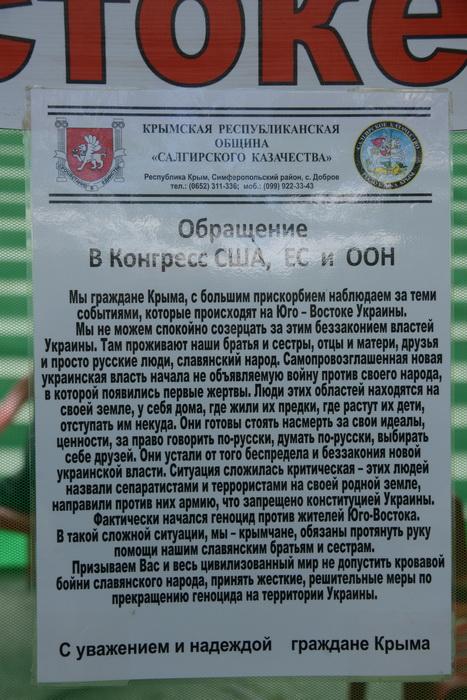 стоке
КРЫМСКАЯ РЕСПУБЛИКАНСКАЯ
ОБЩИНА
«САЛГИРСКОГО КАЗАЧЕСТВА»
Республика Крым, Симферопольский район, с. Добров
тел.: (0652) 311-336; моб.: (099) 922-33-43
Обращение
В Конгресс США, ЕС и ООН
Мы граждане Крыма, с большим прискорбием наблюдаем за теми
событиями, которые происходят на Юго – Востоке Украины.
Мы не можем спокойно созерцать за этим беззаконием властей
Украины. Там проживают наши братья и сестры, отцы и матери, друзья
и просто русские люди, славянский народ. Самопровозглашенная новая
украинская власть начала не объявляемую войну против своего народа,
в которой появились первые жертвы. Люди этих областей находятся на
своей земле, у себя дома, где жили их предки, где растут их дети,
отступать им некуда. Они готовы стоять насмерть за свои идеалы,
ценности, за право говорить по-русски, думать по-русски, выбирать
себе друзей. Они устали от того беспредела и беззакония новой
украинской власти. Ситуация сложилась критическая – этих людей
назвали сепаратистами и террористами на своей родной земле,
направили против них армию, что запрещено конституцией Украины.
Фактически начался геноцид против жителей Юго-Востока.
В такой сложной ситуации, мы – крымчане, обязаны протянуть руку
помощи нашим славянским братьям и сестрам.
Призываем Вас и весь цивилизованный мир не допустить кровавой
бойни славянского народа, принять жесткие, решительные меры по
прекращению геноцида на территории Украины.
С уважением и надеждой граждане Крыма